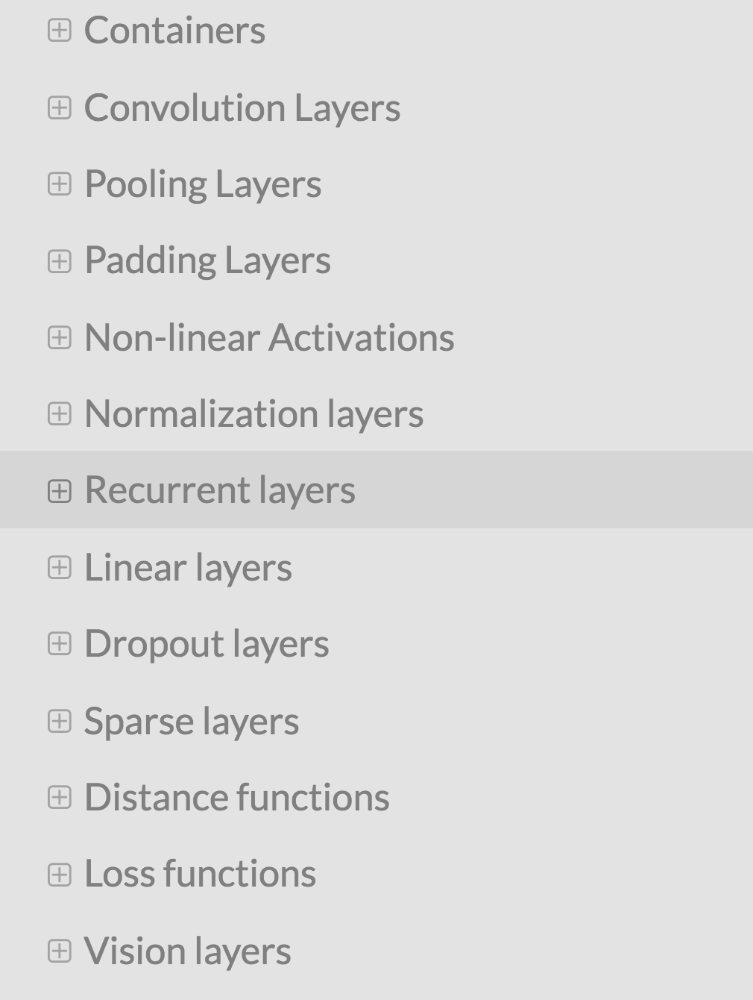 Containers
Convolution Layers
Pooling Layers
Padding Layers
Non-linear Activations
Normalization layers
Recurrent layers
Linear layers
Dropout layers
Sparse layers
Distance functions
Loss functions
Vision layers